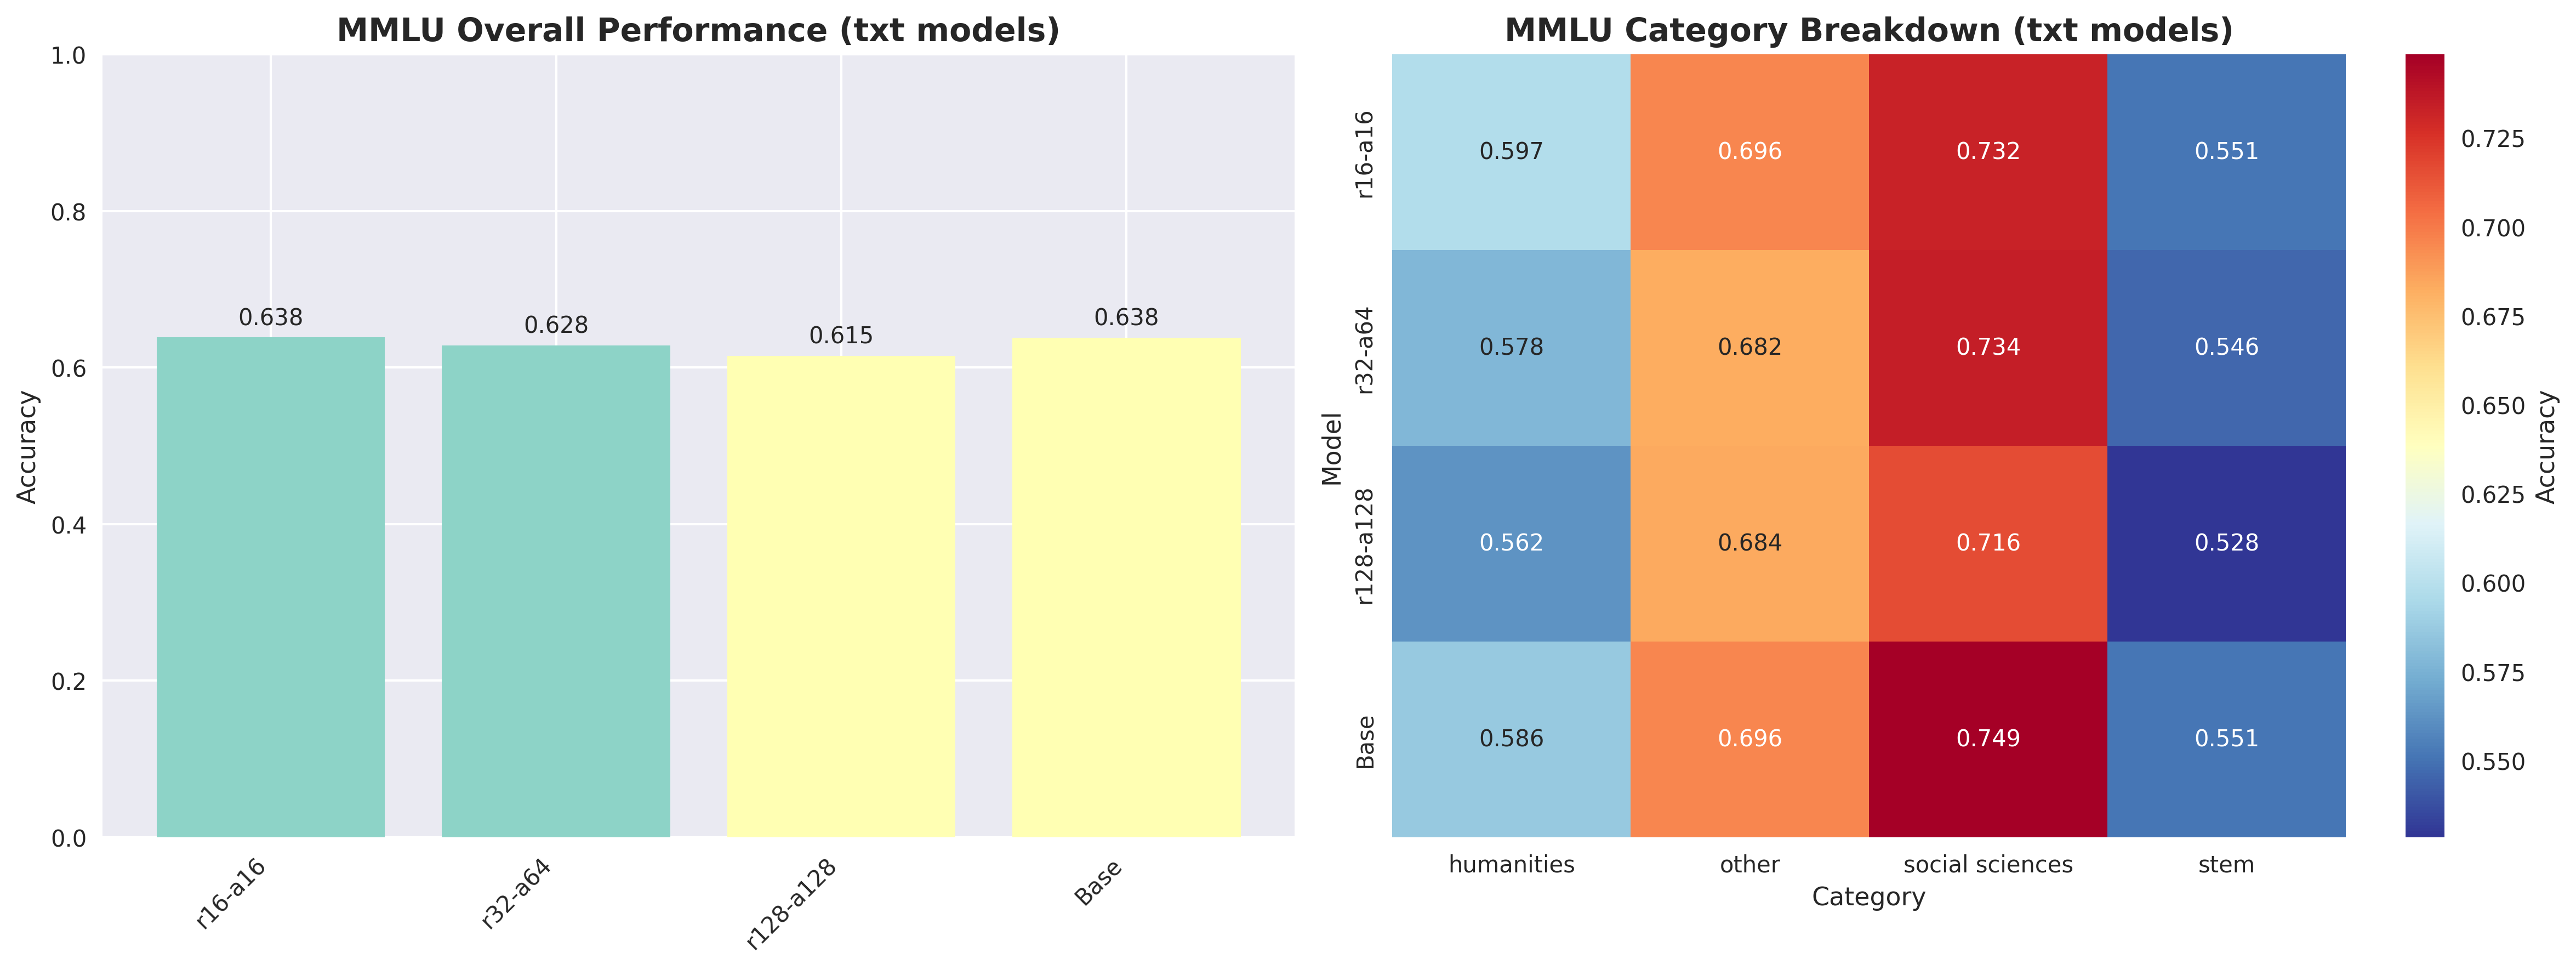 MMLU Overall Performance (txt models)
1.0
0.8
0.6
0.4
0.2
0.0
Accuracy
0.638
0.628
0.615
0.638
r16-a16
r32-a64
r128-a128
Base
MMLU Category Breakdown (txt models)
Model
r16-a16
0.597 0.696 0.732 0.551
r32-a64
0.578 0.682 0.734 0.546
r128-a128
0.562 0.684 0.716 0.528
Base
0.586 0.696 0.749 0.551
humanities other social sciences stem
Category
0.725
0.700
0.675
0.650
0.625
0.600
0.575
0.550
Accuracy